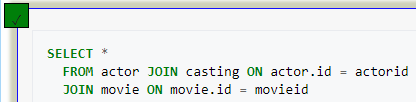 SELECT *
FROM actor JOIN casting ON actor.id = actorid
JOIN movie ON movie.id = movieid